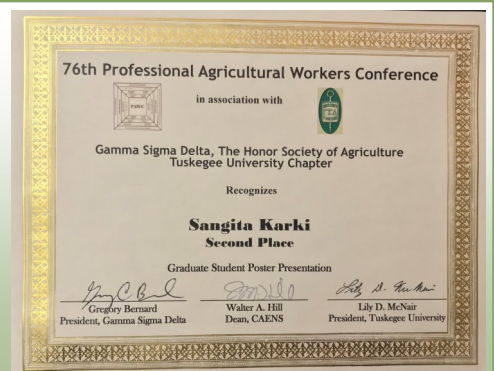 76th Professional Agricultural Workers Conference
PAWC
in association with
Gamma Sigma Delta, The Honor Society of Agriculture
Tuskegee University Chapter
Recognizes
Sangita Karki
Second Place
Graduate Student Poster Presentation
Gregory Bernard
President, Gamma Sigma Delta
Walter A. Hill
Dean, CAENS
Lily D. McNair
President, Tuskegee University